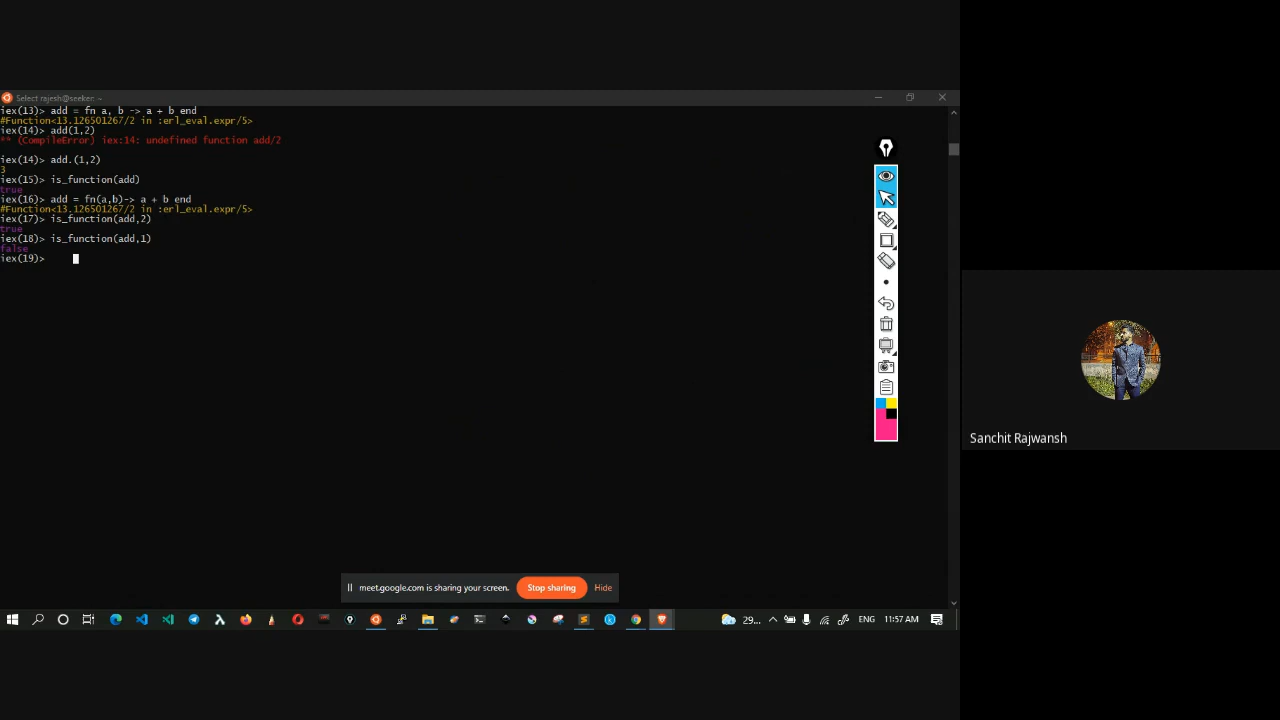 Select rajesh@seeker: ~
iex(13)> add = fn a, b -> a + b end
#Function<13.126501267/2 in :erl_eval.expr/5>
iex(14)> add(1,2)
** (CompileError) iex:14: undefined function add/2
iex(14)> add.(1,2)
3
iex(15)> is_function(add)
true
iex(16)> add = fn(a,b)-> a + b end
#Function<13.126501267/2 in :erl_eval.expr/5>
iex(17)> is_function(add,2)
true
iex(18)> is_function(add,1)
false
iex(19)>
Sanchit Rajwansh
meet.google.com is sharing your screen. Stop sharing Hide
29... ENG 11:57 AM